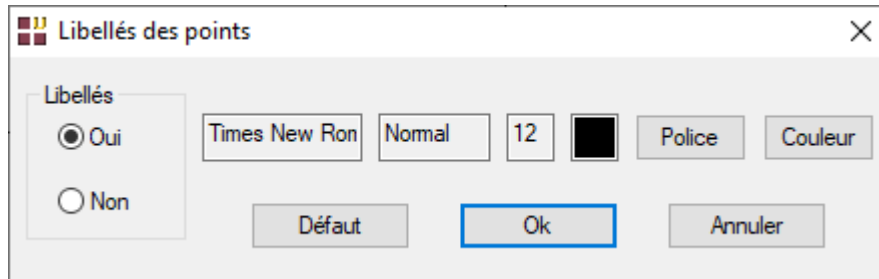 Libellés des points
Libellés
Oui
Times New Ron
Normal
12
Police
Couleur
Non
Défaut
Ok
Annuler